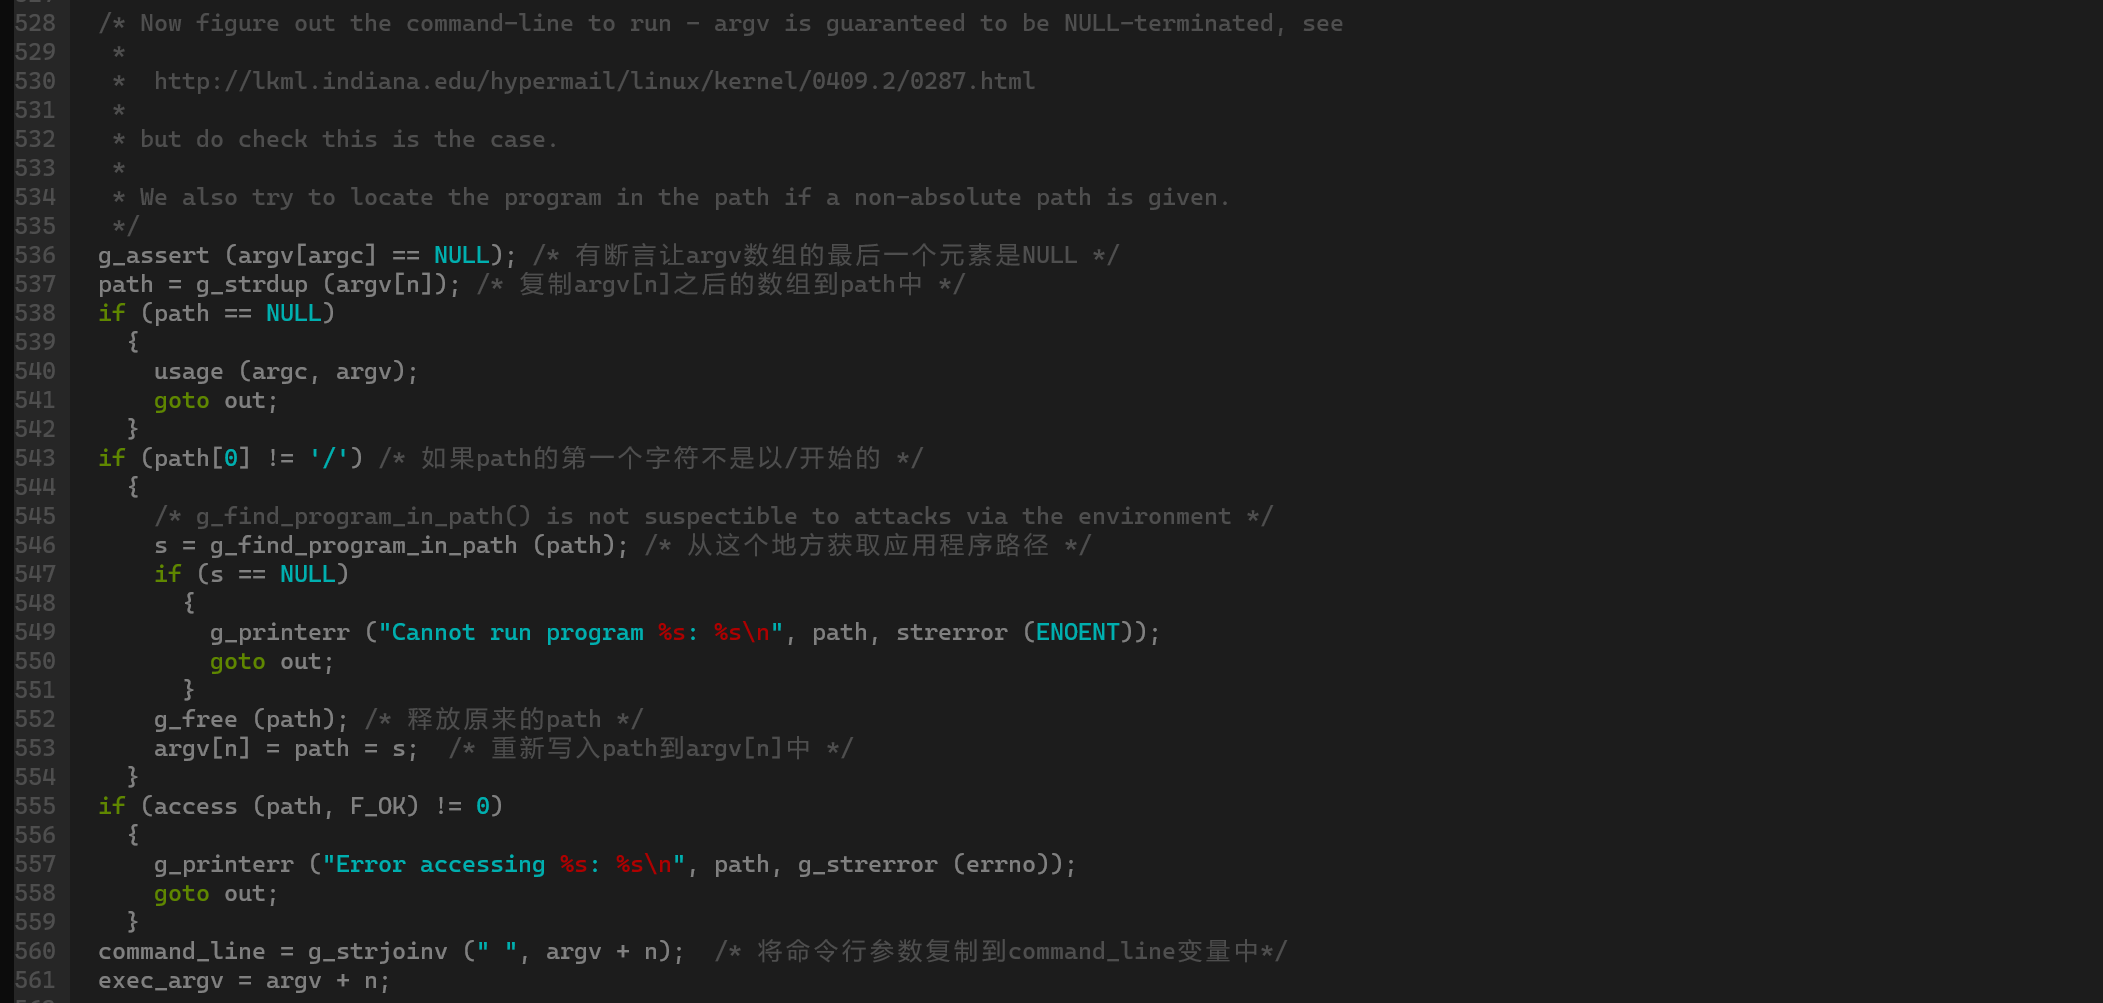 528   /* Now figure out the command-line to run - argv is guaranteed to be NULL-terminated, see
529    *
530    *  http://lkml.indiana.edu/hypermail/linux/kernel/0409.2/0287.html
531    *
532    * but do check this is the case.
533    *
534    * We also try to locate the program in the path if a non-absolute path is given.
535    */
536   g_assert (argv[argc] == NULL); /* 有断言让argv数组的最后一个元素是NULL */
537   path = g_strdup (argv[n]); /* 复制argv[n]之后的数组到path中 */
538   if (path == NULL)
539     {
540       usage (argc, argv);
541       goto out;
542     }
543   if (path[0] != '/') /* 如果path的第一个字符不是以/开始的 */
544     {
545       /* g_find_program_in_path() is not suspectible to attacks via the environment */
546       s = g_find_program_in_path (path); /* 从这个地方获取应用程序路径 */
547       if (s == NULL)
548         {
549           g_printerr ("Cannot run program %s: %s\n", path, strerror (ENOENT));
550           goto out;
551         }
552       g_free (path); /* 释放原来的path */
553       argv[n] = path = s;  /* 重新写入path到argv[n]中 */
554     }
555   if (access (path, F_OK) != 0)
556     {
557       g_printerr ("Error accessing %s: %s\n", path, g_strerror (errno));
558       goto out;
559     }
560   command_line = g_strjoinv (" ", argv + n);  /* 将命令行参数复制到command_line变量中*/
561   exec_argv = argv + n;